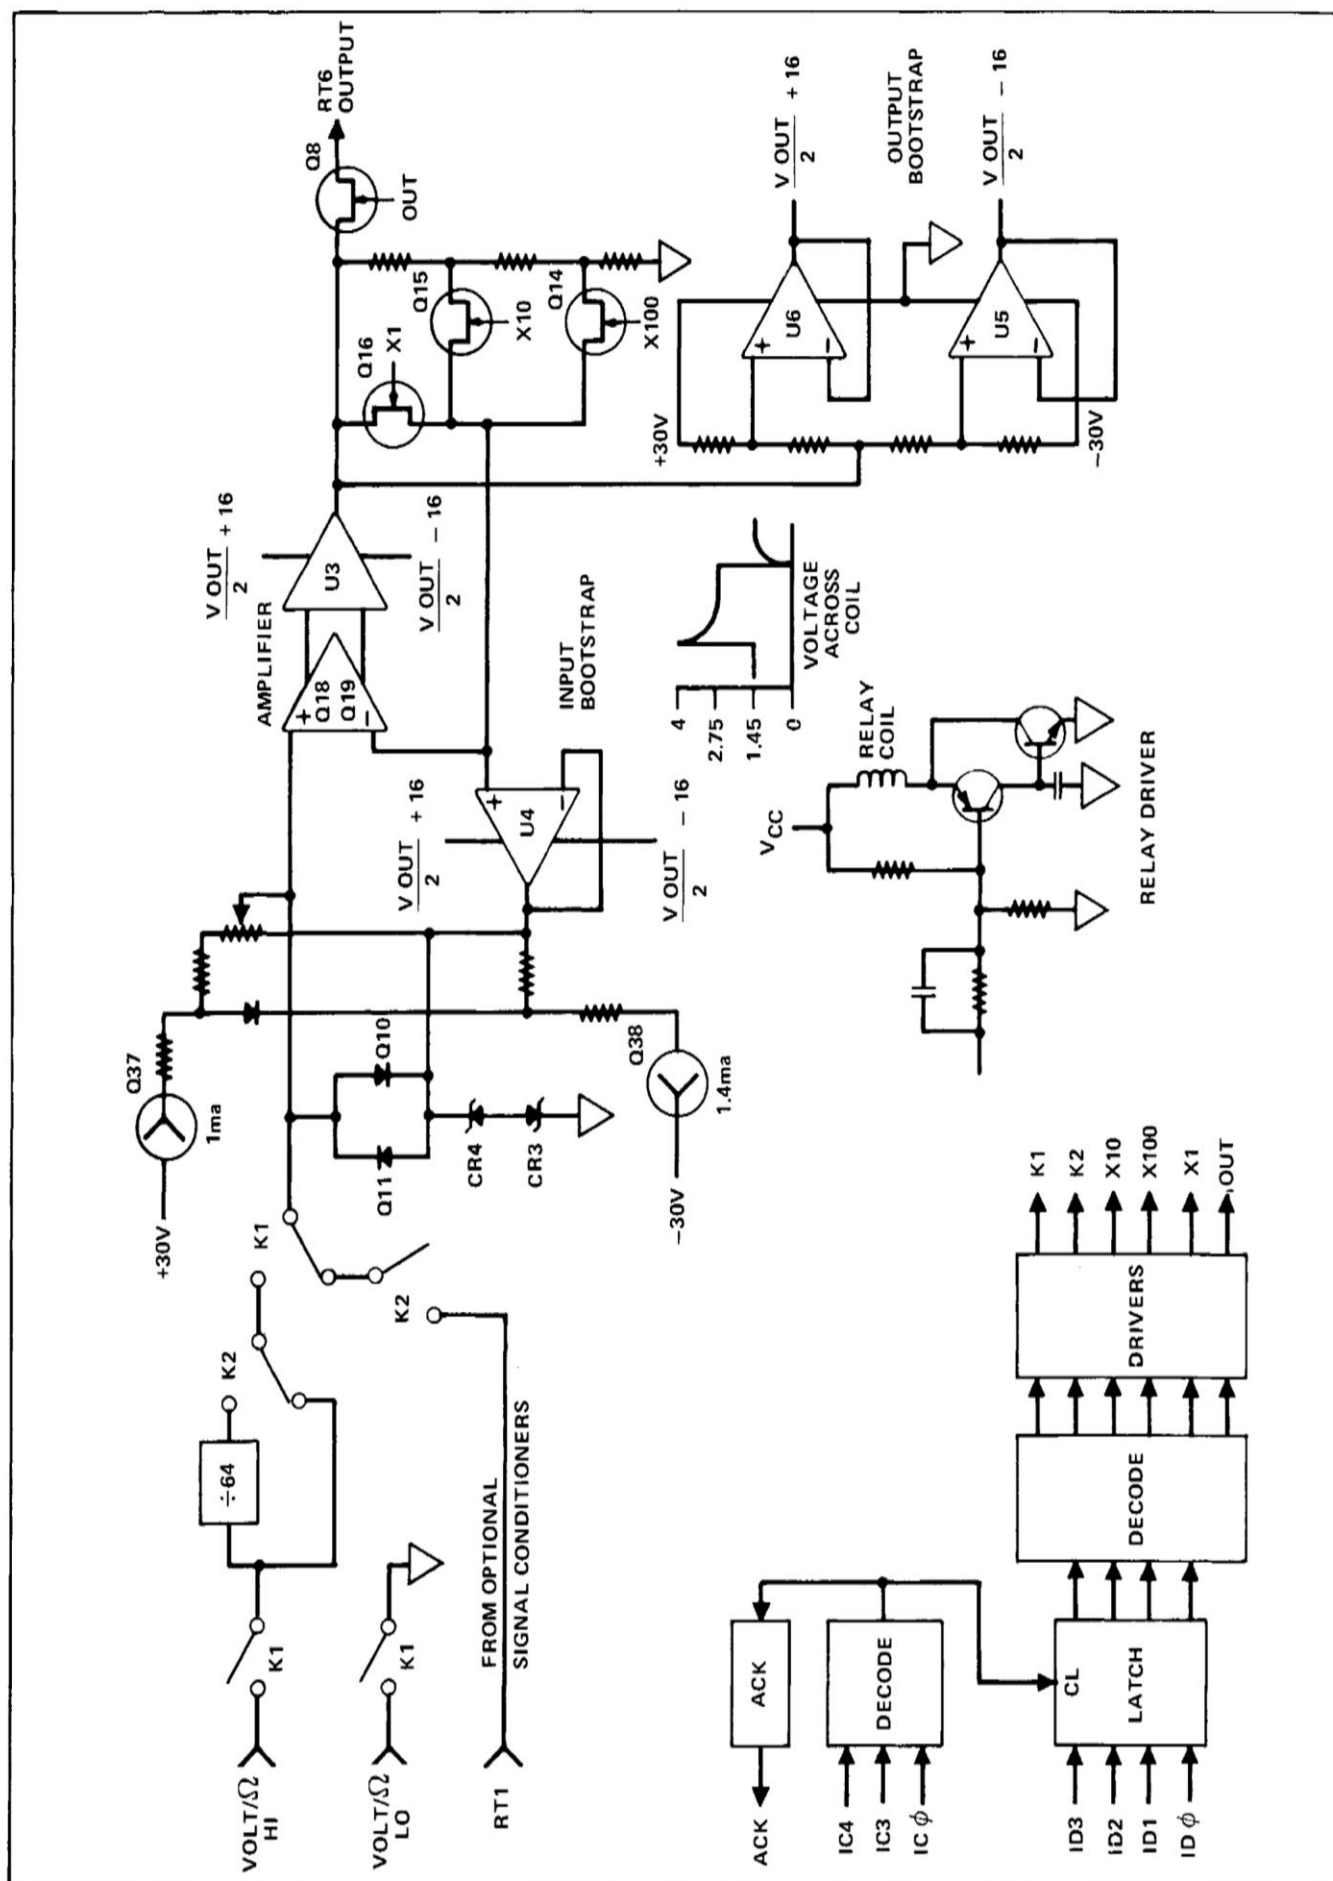 VOLT/Ω
HI
VOLT/Ω
LO
RT1
K1
K1
÷64
K2
K1
K2
FROM OPTIONAL
SIGNAL CONDITIONERS
+30V
Q37
1ma
Q11
Q10
CR4
CR3
-30V
Q38
1.4ma
AMPLIFIER
+
Q18
Q19
−
U3
V OUT
2
+16
V OUT
2
− 16
+
−
U4
V OUT
2
+ 16
V OUT
2
− 16
INPUT
BOOTSTRAP
Q16
X1
Q15
X10
Q14
X100
Q8
OUT
RT6
OUTPUT
+30V
-30V
+
−
U6
+
−
U5
V OUT
2
+ 16
OUTPUT
BOOTSTRAP
V OUT
2
− 16
4
2.75
1.45
0
VOLTAGE
ACROSS
COIL
VCC
RELAY
COIL
RELAY DRIVER
ACK
ACK
IC4
IC3
IC ϕ
DECODE
ID3
ID2
ID1
ID ϕ
CL
LATCH
DECODE
DRIVERS
K1
K2
X10
X100
X1
OUT